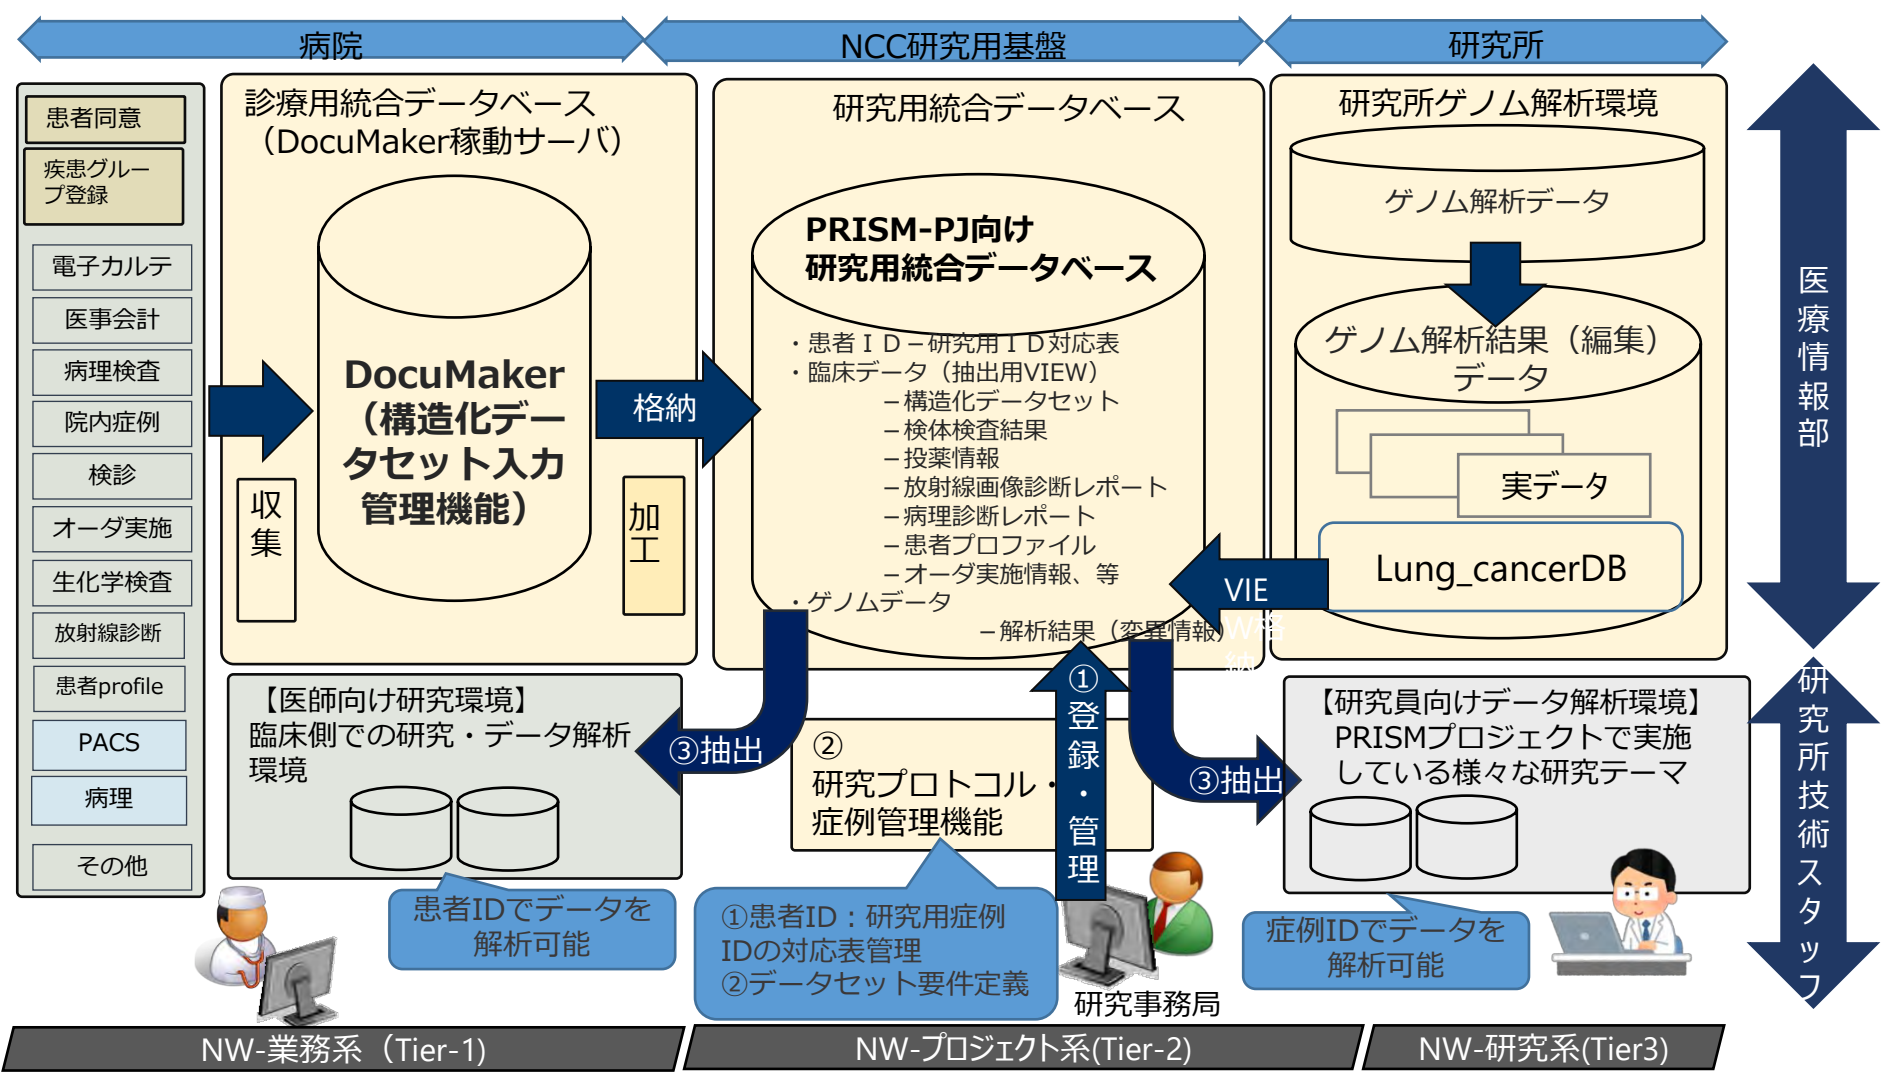 病院
NCC研究用基盤
研究所
患者同意
疾患グルー
プ登録
電子カルテ
医事会計
病理検査
院内症例
検診
オーダ実施
生化学検査
放射線診断
患者profile
PACS
病理
その他
診療用統合データベース
（DocuMaker稼動サーバ）
DocuMaker
（構造化デー
タセット入力
管理機能）
収集
加工
格納
研究用統合データベース
PRISM-PJ向け
研究用統合データベース
・患者ＩＤ－研究用ＩＤ対応表
・臨床データ（抽出用VIEW）
－構造化データセット
－検体検査結果
－投薬情報
－放射線画像診断レポート
－病理診断レポート
－患者プロファイル
－オーダ実施情報、等
・ゲノムデータ
－解析結果（変異情報）
研究所ゲノム解析環境
ゲノム解析データ
ゲノム解析結果（編集）
データ
実データ
Lung_cancerDB
VIE
W格
納
医療情報部
研究所技術スタッフ
【医師向け研究環境】
臨床側での研究・データ解析
環境
③抽出
②
研究プロトコル・
症例管理機能
①登録・管理
③抽出
【研究員向けデータ解析環境】
PRISMプロジェクトで実施
している様々な研究テーマ
患者IDでデータを
解析可能
①患者ID：研究用症例
IDの対応表管理
②データセット要件定義
研究事務局
症例IDでデータを
解析可能
NW-業務系（Tier-1)
NW-プロジェクト系(Tier-2)
NW-研究系(Tier3)